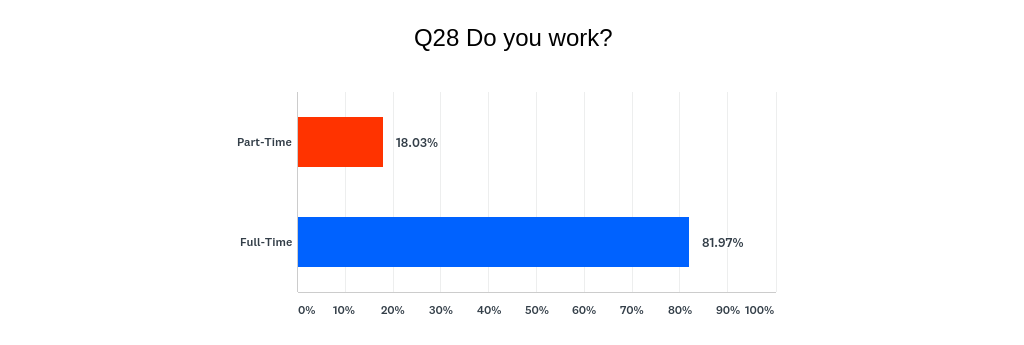 Q28 Do you work?
Part-Time 18.03%
Full-Time 81.97%
0% 10% 20% 30% 40% 50% 60% 70% 80% 90% 100%